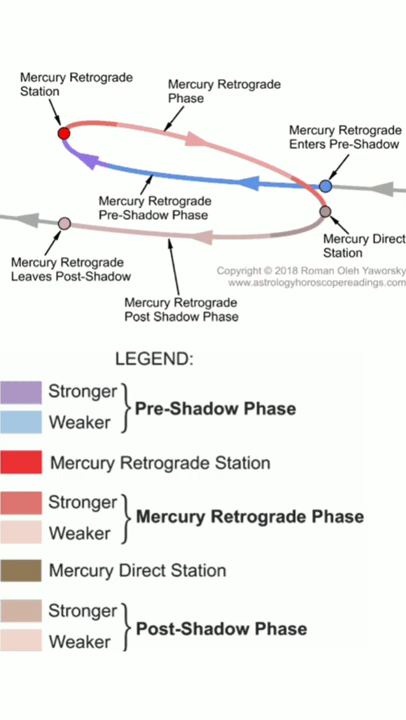 Mercury Retrograde
Station
Mercury Retrograde
Phase
Mercury Retrograde
Enters Pre-Shadow
Mercury Retrograde
Pre-Shadow Phase
Mercury Direct
Station
Mercury Retrograde
Leaves Post-Shadow
Copyright © 2018 Roman Oleh Yaworsky
www.astrologyhoroscopereadings.com
Mercury Retrograde
Post Shadow Phase
LEGEND:
Stronger
Weaker
Pre-Shadow Phase
Mercury Retrograde Station
Stronger
Weaker
Mercury Retrograde Phase
Mercury Direct Station
Stronger
Weaker
Post-Shadow Phase